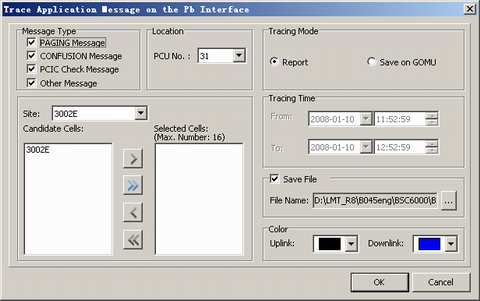 Trace Application Message on the Pb Interface
Message Type
PAGING Message
CONFUSION Message
PCIC Check Message
Other Message
Location
PCU No. :
31
Tracing Mode
Report
Save on GOMU
Site:
3002E
Candidate Cells:
Selected Cells:
(Max. Number: 16)
3002E
Tracing Time
From:
2008-01-10
11:52:59
To:
2008-01-10
12:52:59
Save File
File Name:
D:\LMT_R8\B045eng\BSC6000\B
...
Color
Uplink:
Downlink:
OK
Cancel